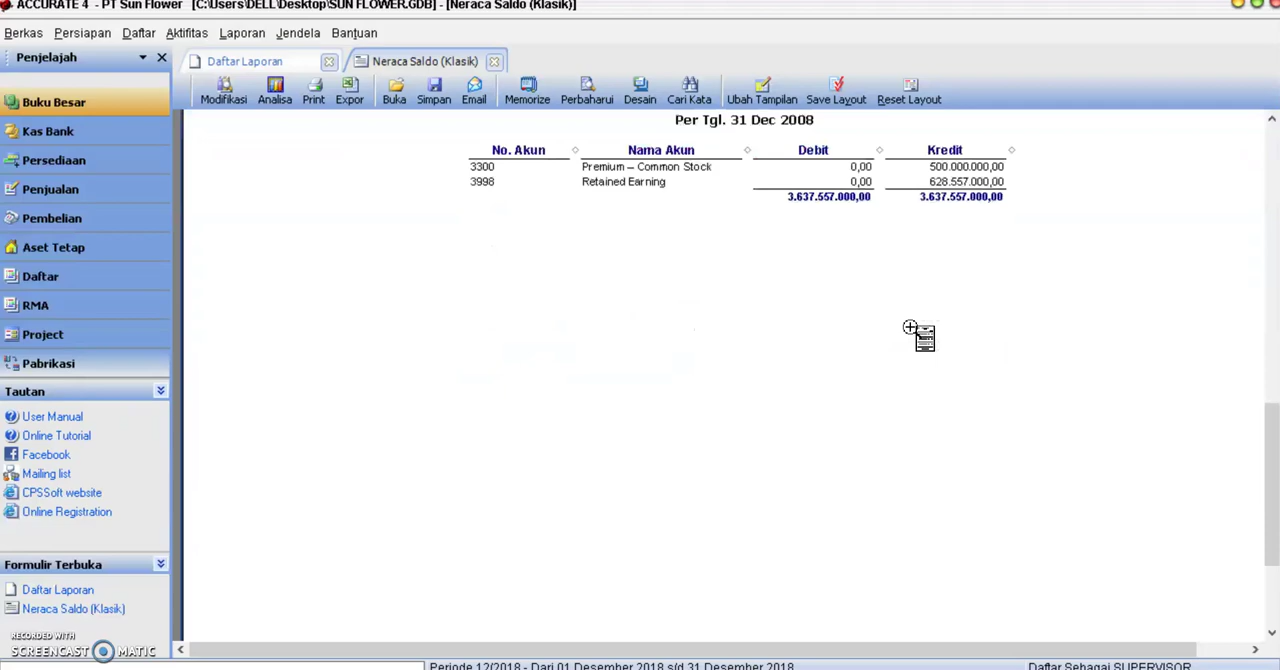 ACCURATE 4 - PT Sun Flower [C:\Users\DELL\Desktop\SUN FLOWER.GDB] - [Neraca Saldo (Klasik)]
Berkas Persiapan Daftar Aktifitas Laporan Jendela Bantuan
Penjelajah
Daftar Laporan
Neraca Saldo (Klasik)
Modifikasi Analisa Print Expor Buka Simpan Email Memorize Perbaharui Desain Cari Kata Ubah Tampilan Save Layout Reset Layout
Buku Besar
Kas Bank
Persediaan
Penjualan
Pembelian
Aset Tetap
Daftar
RMA
Project
Pabrikasi
Tautan
User Manual
Online Tutorial
Facebook
Mailing list
CPSSoft website
Online Registration
Formulir Terbuka
Daftar Laporan
Neraca Saldo (Klasik)
Per Tgl. 31 Dec 2008
No. Akun Nama Akun Debit Kredit
3300 Premium – Common Stock 0,00 500.000.000,00
3998 Retained Earning 0,00 628.557.000,00
3.637.557.000,00 3.637.557.000,00
RECORDED WITH
SCREENCAST MATIC
Periode 12/2018 - Dari 01 Desember 2018 s/d 31 Desember 2018
Daftar Sebagai SUPERVISOR